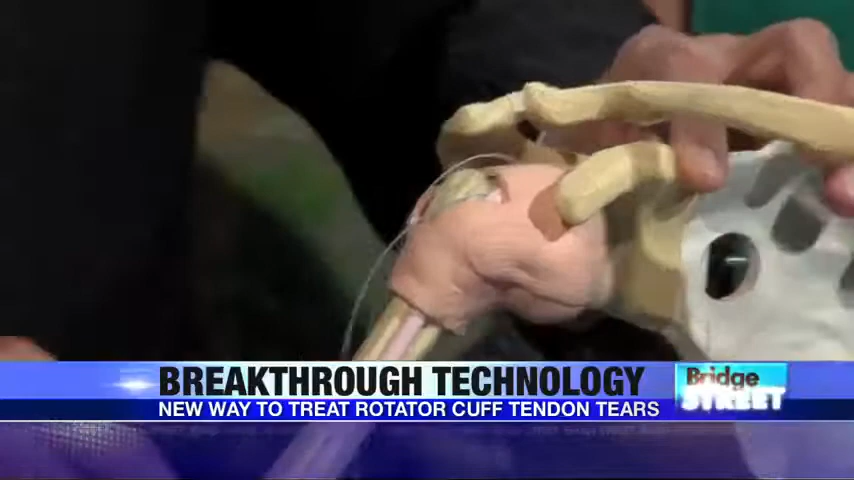 BREAKTHROUGH TECHNOLOGY
NEW WAY TO TREAT ROTATOR CUFF TENDON TEARS
Bridge
STREET